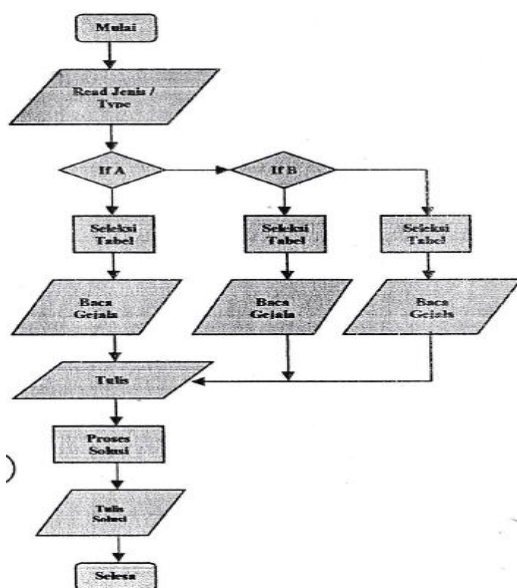 Mulai
Read Jenis /
Type
If A
If B
Seleksi
Tabel
Seleksi
Tabel
Seleksi
Tabel
Baca
Gejala
Baca
Gejala
Baca
Gejala
Tulis
Proses
Solusi
Tulis
Solusi
Selesa